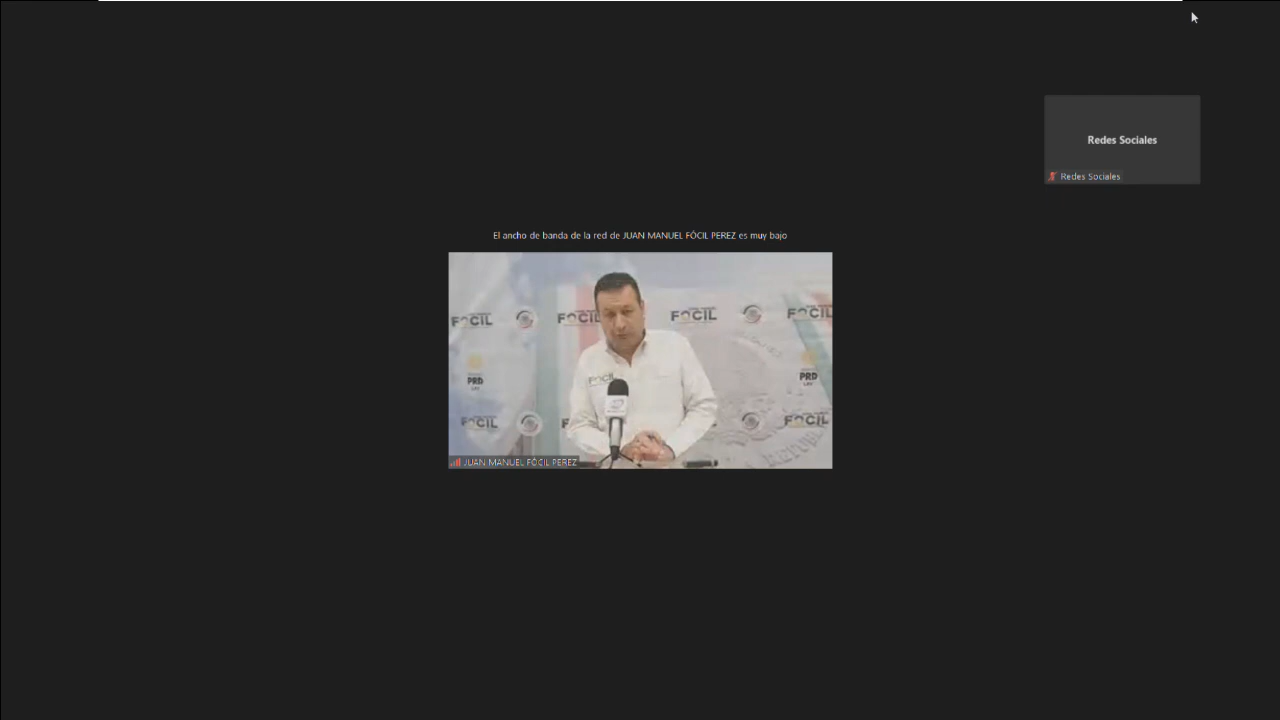 Redes Sociales
Redes Sociales
El ancho de banda de la red de JUAN MANUEL FÓCIL PEREZ es muy bajo
FOCIL
FOCIL
FOCIL
FOCIL
PRD
FOCIL
PRD
FOCIL
FOCIL
JUAN MANUEL FÓCIL PEREZ